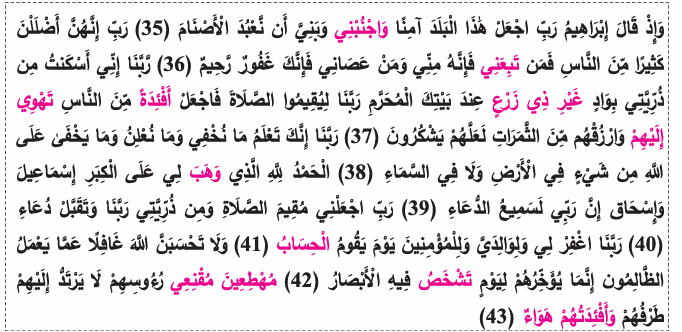 وَإِذْ قَالَ إِبْرَاهِيمُ رَبِّ اجْعَلْ هَٰذَا الْبَلَدَ آمِنًا وَاجْنُبْنِي وَبَنِيَّ أَن نَّعْبُدَ الْأَصْنَامَ (35) رَبِّ إِنَّهُنَّ أَضْلَلْنَ
كَثِيرًا مِّنَ النَّاسِ فَمَن تَبِعَنِي فَإِنَّهُ مِنِّي وَمَنْ عَصَانِي فَإِنَّكَ غَفُورٌ رَّحِيمٌ (36) رَّبَّنَا إِنِّي أَسْكَنتُ مِن
ذُرِّيَّتِي بِوَادٍ غَيْرِ ذِي زَرْعٍ عِندَ بَيْتِكَ الْمُحَرَّمِ رَبَّنَا لِيُقِيمُوا الصَّلَاةَ فَاجْعَلْ أَفْئِدَةً مِّنَ النَّاسِ تَهْوِي
إِلَيْهِمْ وَارْزُقْهُم مِّنَ الثَّمَرَاتِ لَعَلَّهُمْ يَشْكُرُونَ (37) رَبَّنَا إِنَّكَ تَعْلَمُ مَا نُخْفِي وَمَا نُعْلِنُ وَمَا يَخْفَىٰ عَلَى
اللَّهِ مِن شَيْءٍ فِي الْأَرْضِ وَلَا فِي السَّمَاءِ (38) الْحَمْدُ لِلَّهِ الَّذِي وَهَبَ لِي عَلَى الْكِبَرِ إِسْمَاعِيلَ
وَإِسْحَاقَ إِنَّ رَبِّي لَسَمِيعُ الدُّعَاءِ (39) رَبِّ اجْعَلْنِي مُقِيمَ الصَّلَاةِ وَمِن ذُرِّيَّتِي رَبَّنَا وَتَقَبَّلْ دُعَاءِ
(40) رَبَّنَا اغْفِرْ لِي وَلِوَالِدَيَّ وَلِلْمُؤْمِنِينَ يَوْمَ يَقُومُ الْحِسَابُ (41) وَلَا تَحْسَبَنَّ اللَّهَ غَافِلًا عَمَّا يَعْمَلُ
الظَّالِمُونَ إِنَّمَا يُؤَخِّرُهُمْ لِيَوْمٍ تَشْخَصُ فِيهِ الْأَبْصَارُ (42) مُهْطِعِينَ مُقْنِعِي رُءُوسِهِمْ لَا يَرْتَدُّ إِلَيْهِمْ
طَرْفُهُمْ وَأَفْئِدَتُهُمْ هَوَاءٌ (43)